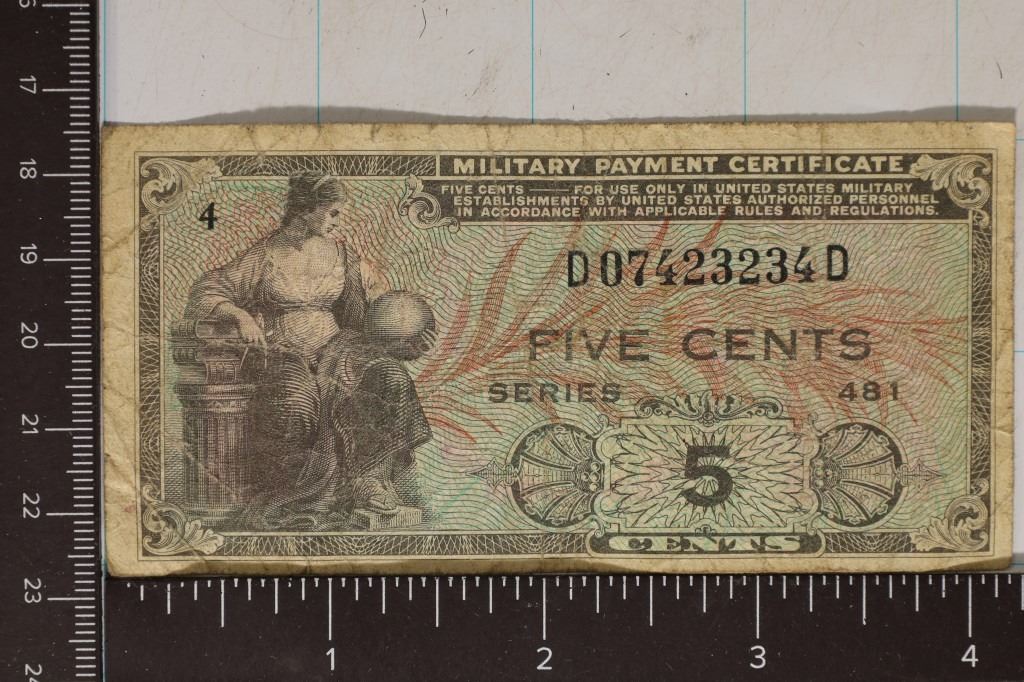 MILITARY PAYMENT CERTIFICATE
FIVE CENTS — FOR USE ONLY IN UNITED STATES MILITARY
ESTABLISHMENTS BY UNITED STATES AUTHORIZED PERSONNEL
IN ACCORDANCE WITH APPLICABLE RULES AND REGULATIONS.
4
D07423234D
FIVE CENTS
SERIES 481
5
CENTS
17
18
19
20
21
22
23
24
1 2 3 4